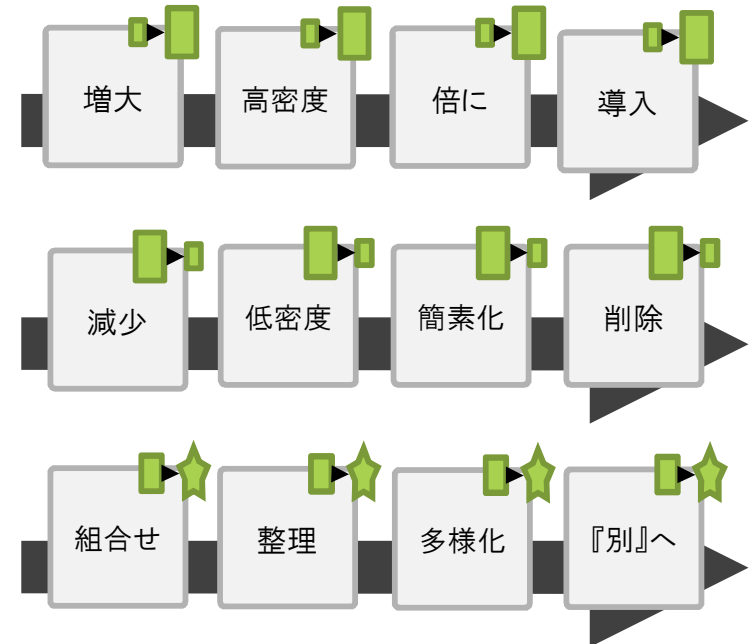 増大
高密度
倍に
導入
減少
低密度
簡素化
削除
組合せ
整理
多様化
『別』へ